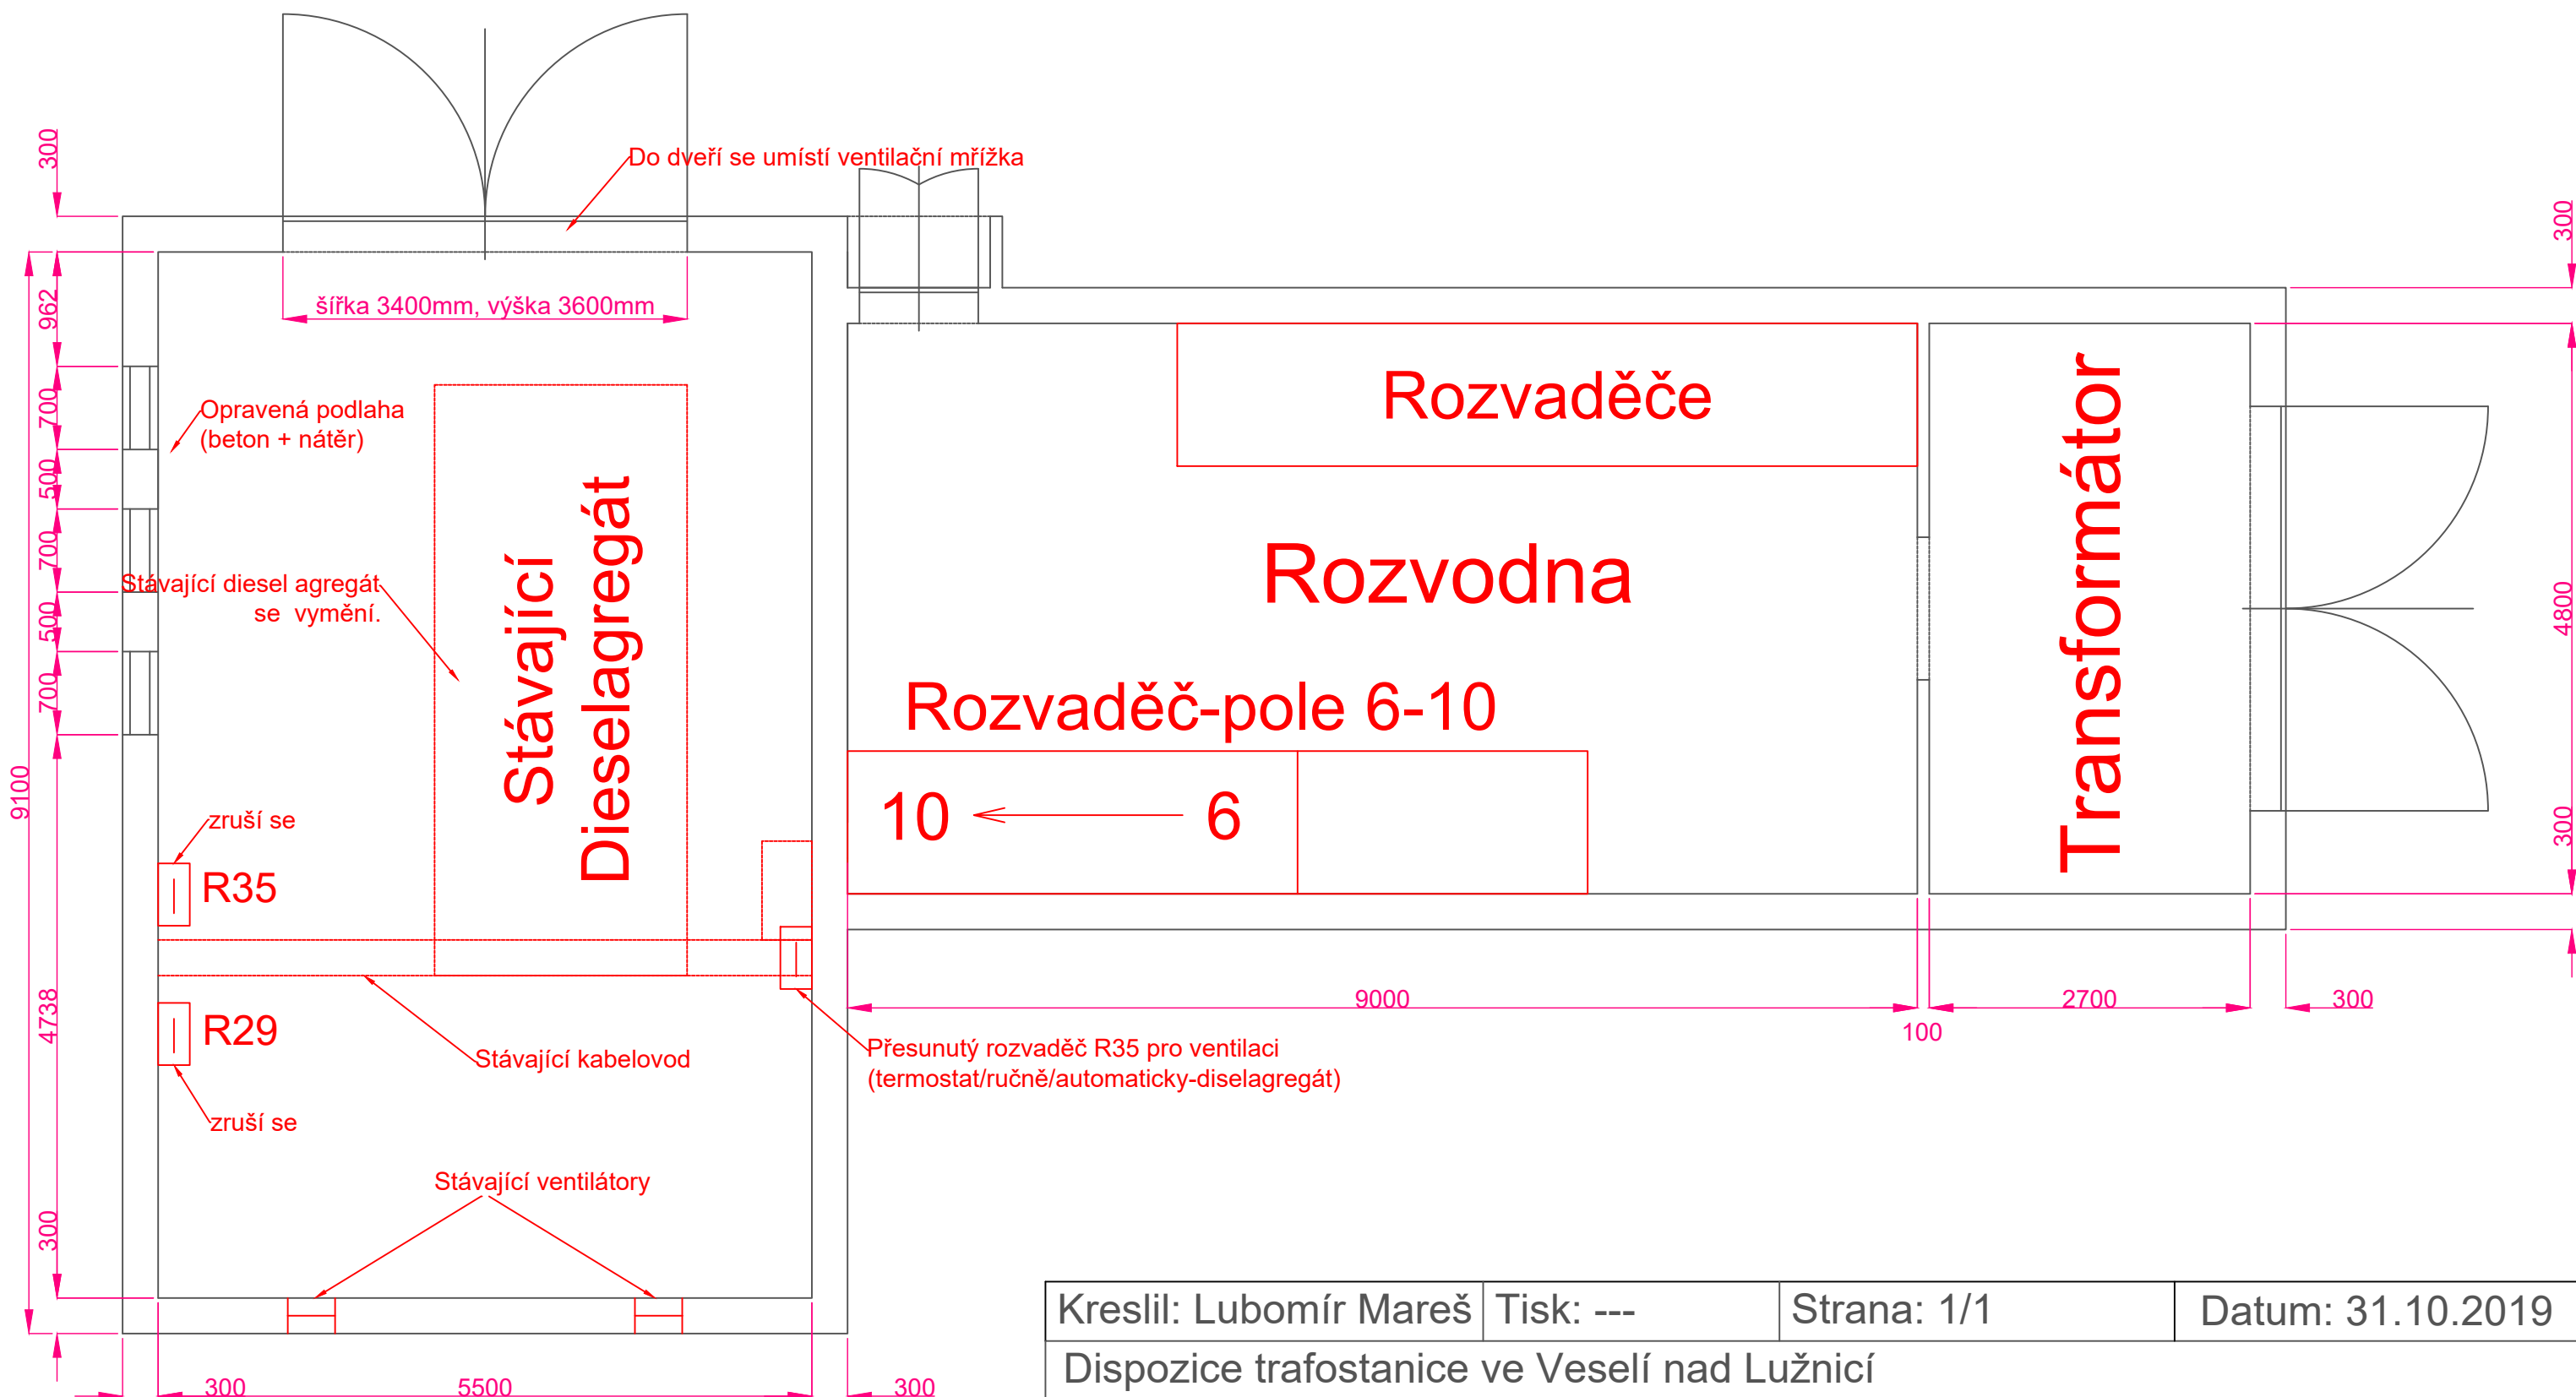 300
Do dveří se umístí ventilační mřížka
300
962
šířka 3400mm, výška 3600mm
700
Opravená podlaha
(beton + nátěr)
Rozvaděče
500
700
Stávající diesel agregát
se vymění.
500
700
Stávající
Dieselagregát
Rozvodna
Transformátor
4800
Rozvaděč-pole 6-10
9100
10
6
300
zruší se
R35
4738
R29
zruší se
Stávající kabelovod
9000
100
2700
300
Přesunutý rozvaděč R35 pro ventilaci
(termostat/ručně/automaticky-diselagregát)
Stávající ventilátory
300
300
5500
300
Kreslil: Lubomír Mareš
Tisk: ---
Strana: 1/1
Datum: 31.10.2019
Dispozice trafostanice ve Veselí nad Lužnicí